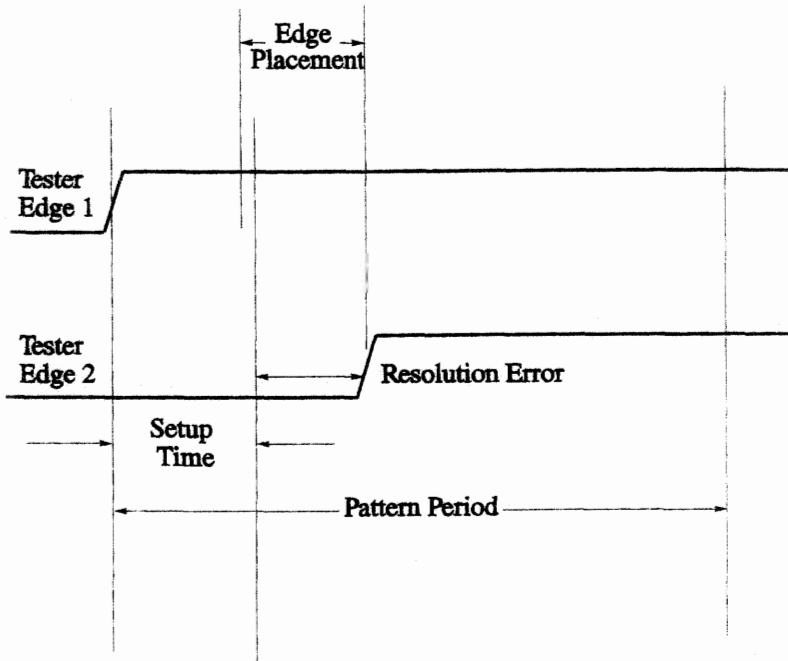 Edge
Placement
Tester
Edge 1
Tester
Edge 2
Resolution Error
Setup
Time
Pattern Period